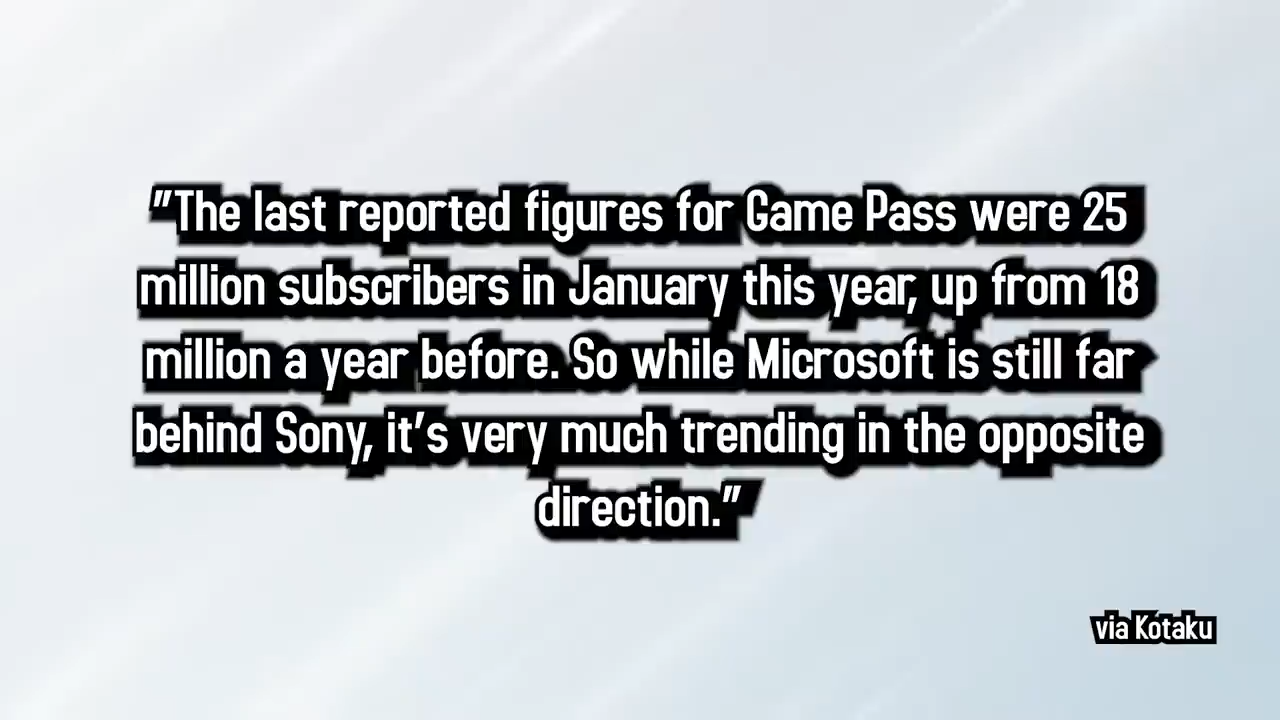 "The last reported figures for Game Pass were 25
million subscribers in January this year, up from 18
million a year before. So while Microsoft is still far
behind Sony, it's very much trending in the opposite
direction."
via Kotaku